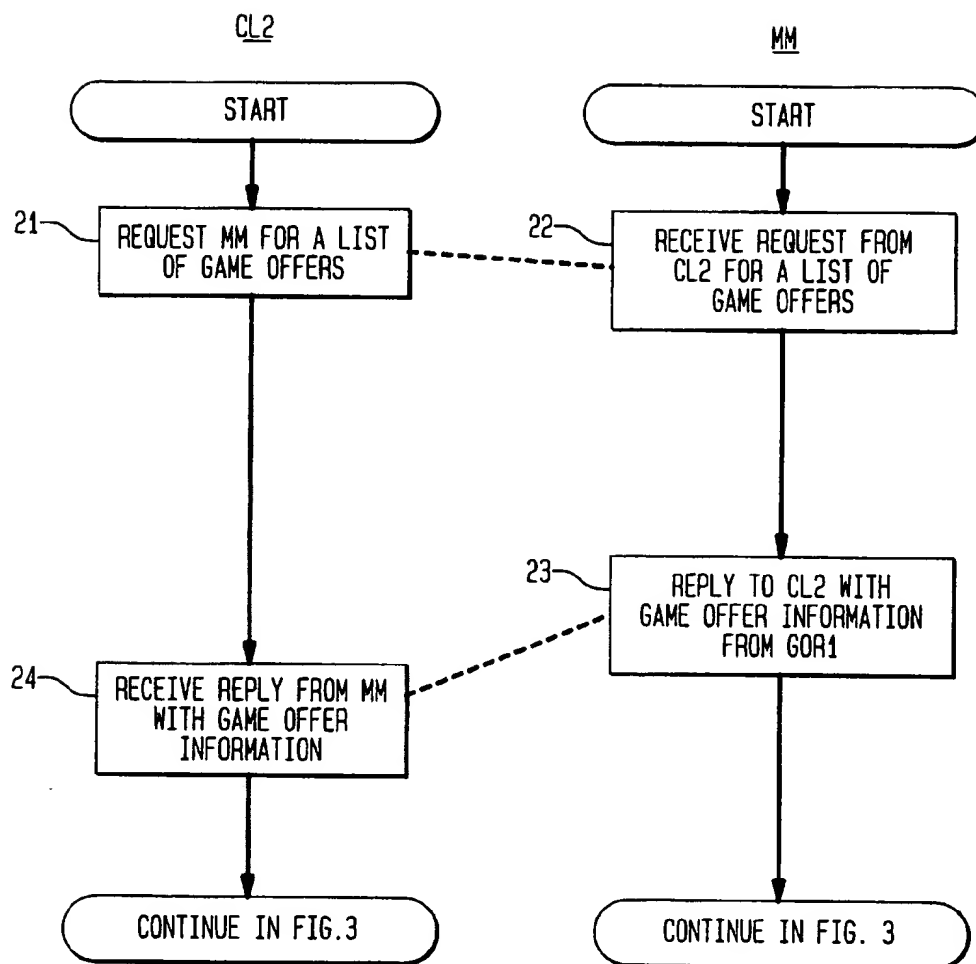 CL2
MM
START
START
21
REQUEST MM FOR A LIST
OF GAME OFFERS
22
RECEIVE REQUEST FROM
CL2 FOR A LIST OF
GAME OFFERS
23
REPLY TO CL2 WITH
GAME OFFER INFORMATION
FROM GOR1
24
RECEIVE REPLY FROM MM
WITH GAME OFFER
INFORMATION
CONTINUE IN FIG.3
CONTINUE IN FIG. 3